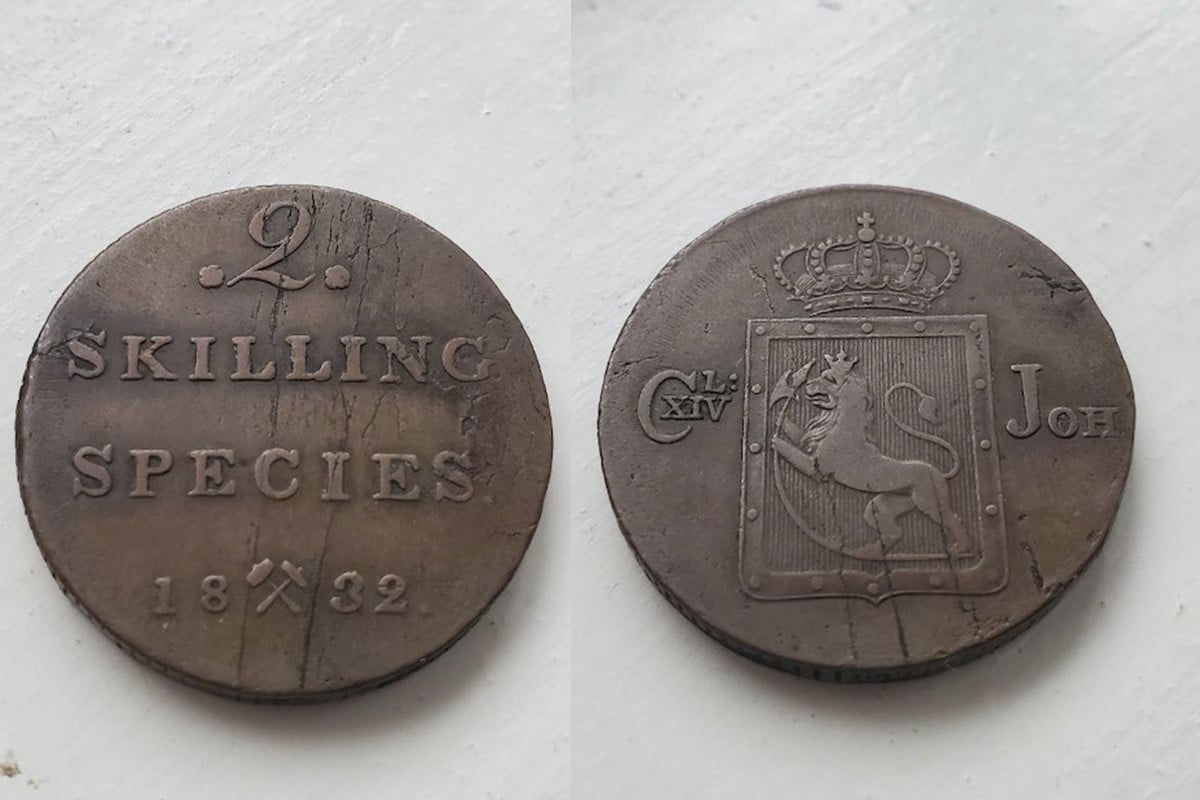 .2.
SKILLING
SPECIES
18 32.
CL: XIV JOH